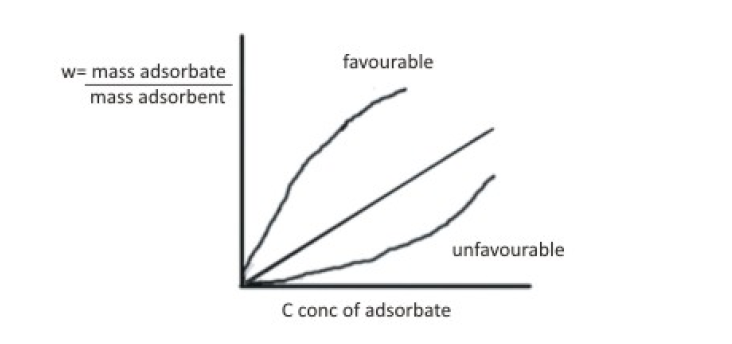 favourable
w= mass adsorbate
mass adsorbent
unfavourable
C conc of adsorbate